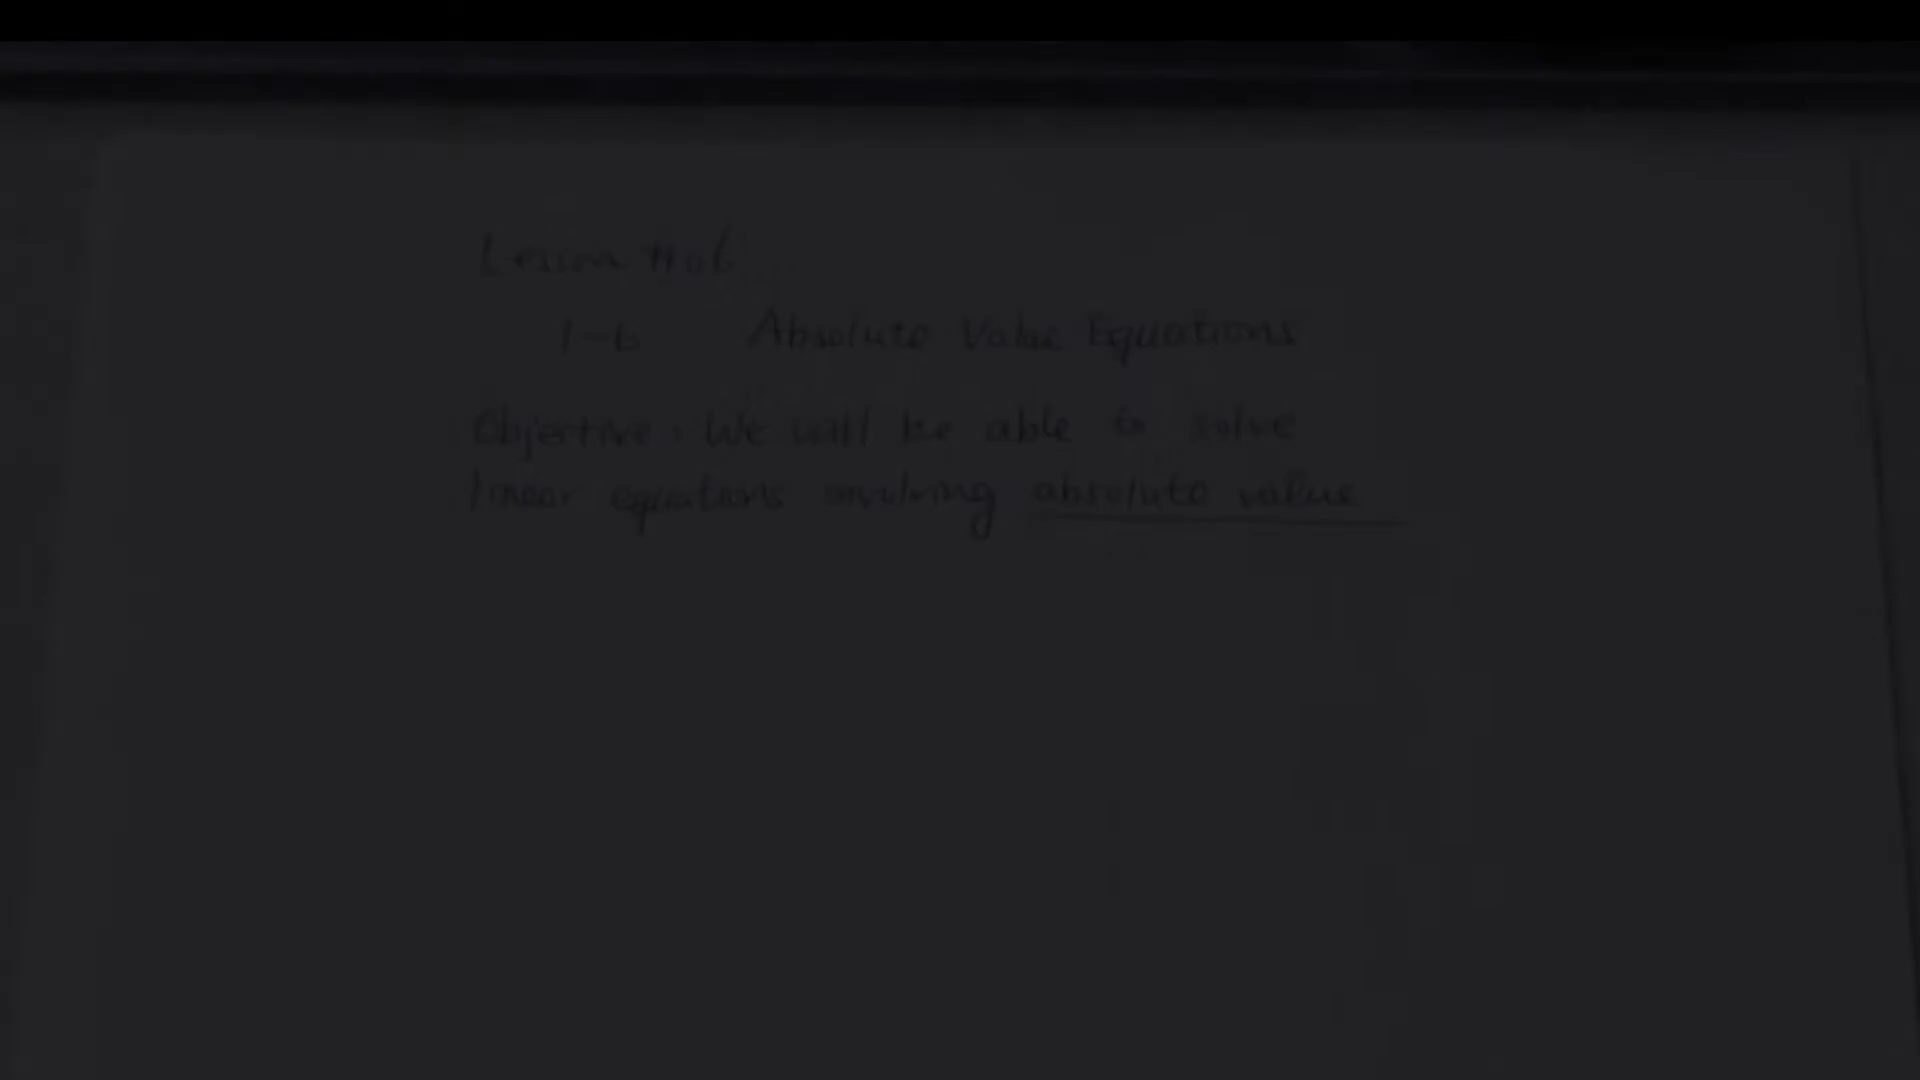 Lesson #06
1-6 Absolute Value Equations
Objective: We will be able to solve
linear equations involving absolute value